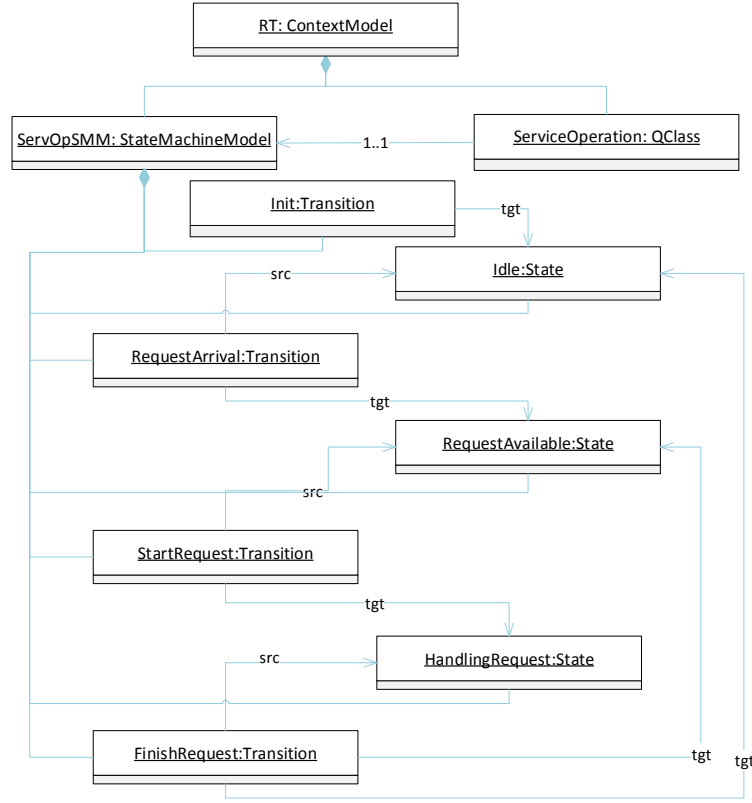 RT: ContextModel
ServOpSMM: StateMachineModel
1..1
ServiceOperation: QClass
Init:Transition
tgt
Idle:State
src
RequestArrival:Transition
tgt
RequestAvailable:State
src
StartRequest:Transition
tgt
HandlingRequest:State
src
FinishRequest:Transition
tgt
tgt